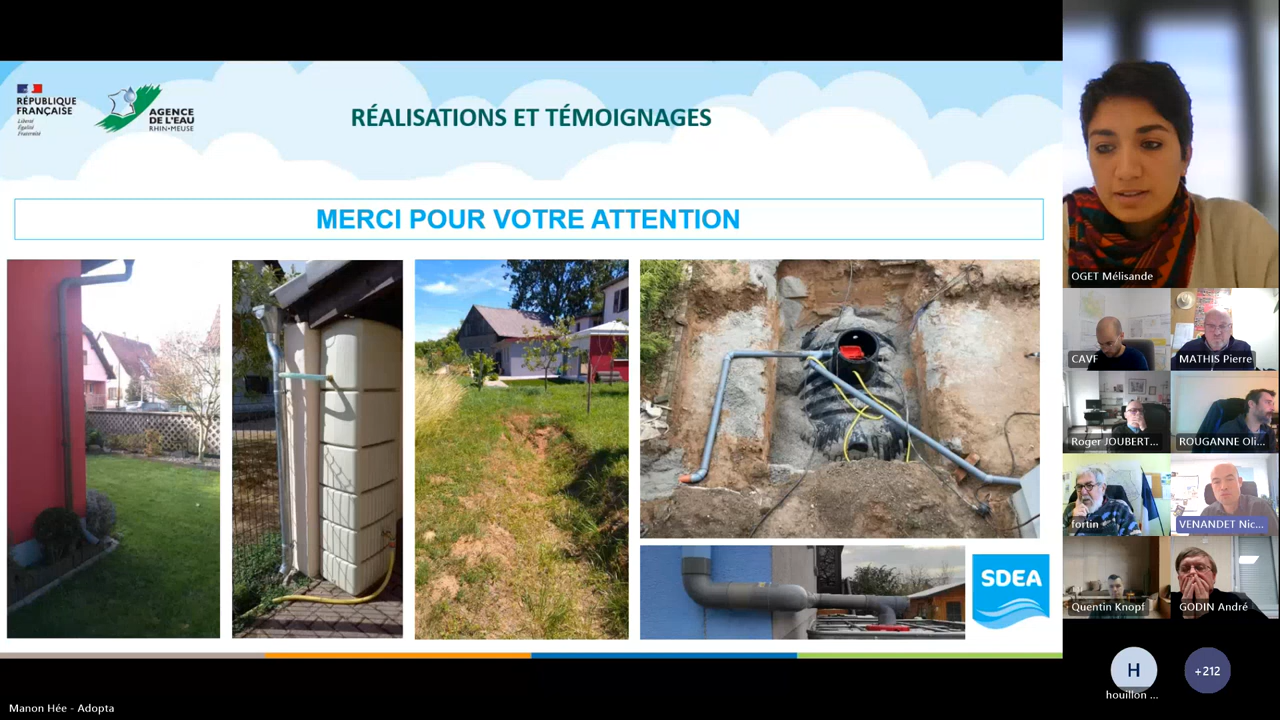 RÉPUBLIQUE
FRANÇAISE
Liberté
Égalité
Fraternité
AGENCE
DE L'EAU
RHIN•MEUSE
RÉALISATIONS ET TÉMOIGNAGES
MERCI POUR VOTRE ATTENTION
SDEA
Manon Hée - Adopta
OGET Mélisande
CAVF
MATHIS Pierre
Roger JOUBERT...
ROUGANNE Oli...
fortin
VENANDET Nic...
Quentin Knopf
GODIN André
H
houillon ...
+212